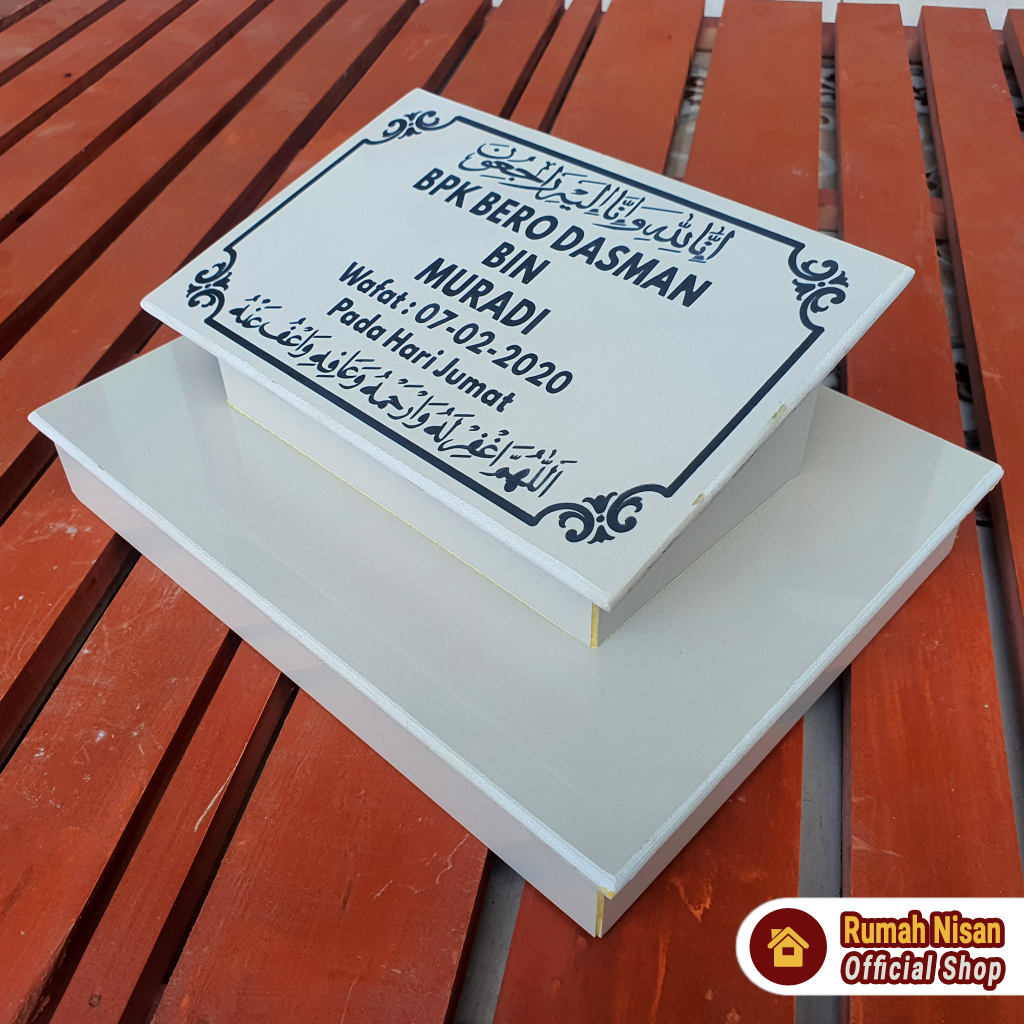 إِنَّا لِلَّهِ وَإِنَّا إِلَيْهِ رَاجِعُونَ
BPK BERO DASMAN
BIN
MURADI
Wafat : 07-02-2020
Pada Hari Jumat
اَللّٰهُمَّ اغْفِرْ لَهُ وَارْحَمْهُ وَعَافِهِ وَاعْفُ عَنْهُ
Rumah Nisan
Official Shop